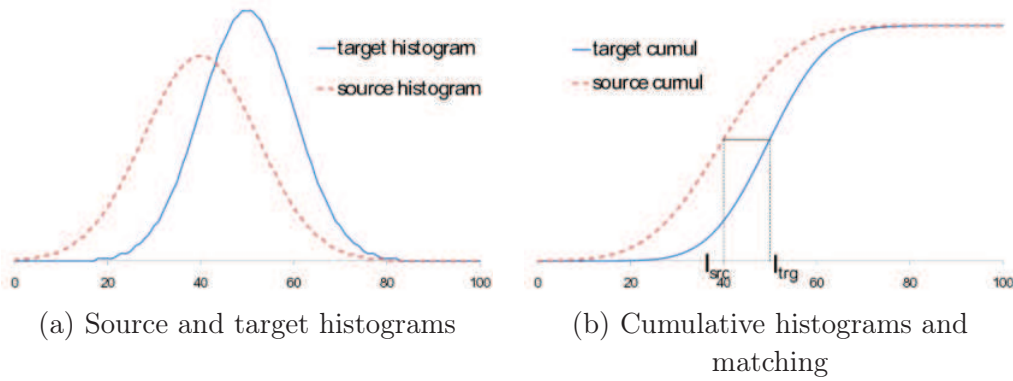 target histogram
source histogram
0 20 40 60 80 100
(a) Source and target histograms
target cumul
source cumul
Isrc Itrg
0 20 40 60 80 100
(b) Cumulative histograms and
matching